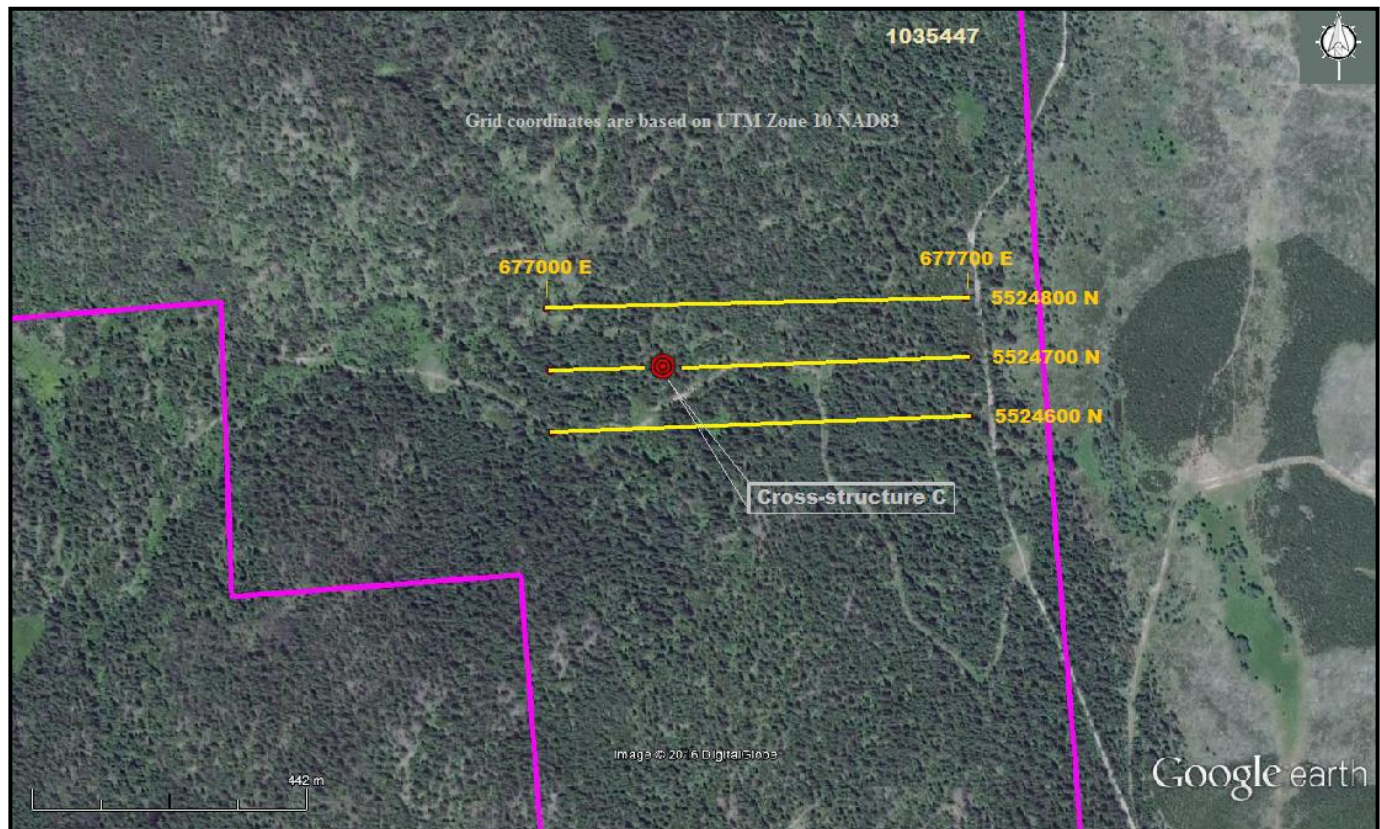 1035447
Grid coordinates are based on UTM Zone 10 NAD83
677000 E
677700 E
5524800 N
5524700 N
5524600 N
Cross-structure C
Image © 2016 DigitalGlobe
442 m
Google earth